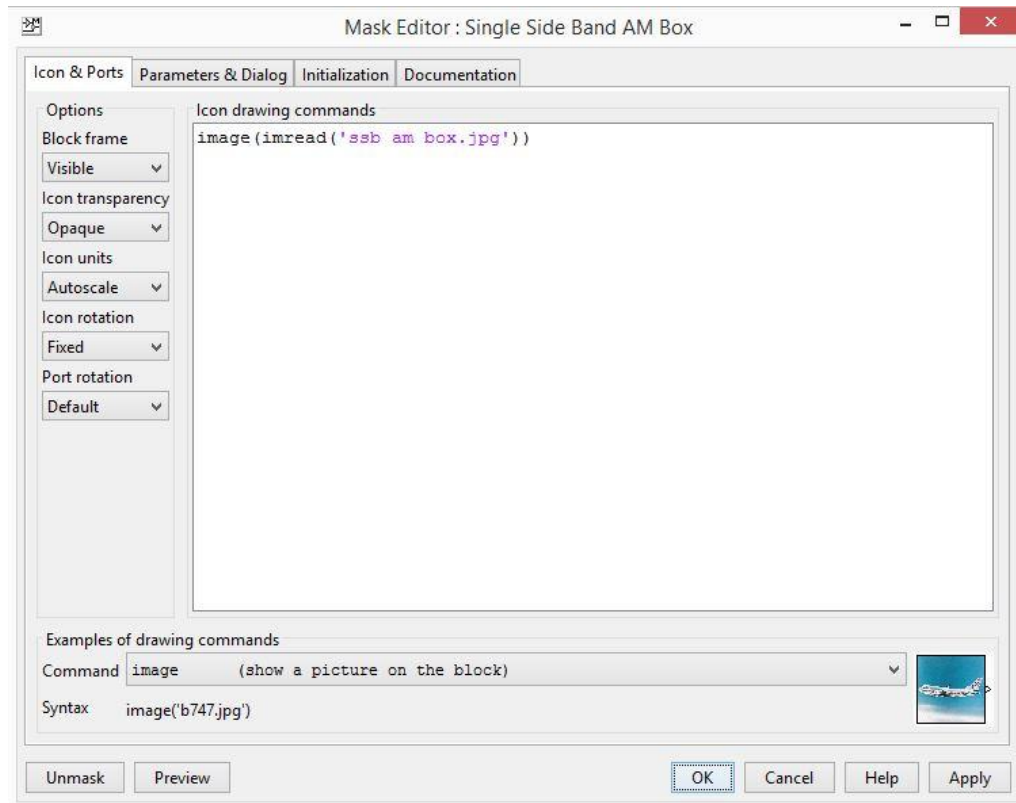 Mask Editor : Single Side Band AM Box
Icon & Ports Parameters & Dialog Initialization Documentation
Options
Block frame
Visible
Icon transparency
Opaque
Icon units
Autoscale
Icon rotation
Fixed
Port rotation
Default
Icon drawing commands
image(imread('ssb am box.jpg'))
Examples of drawing commands
Command image (show a picture on the block)
Syntax image('b747.jpg')
Unmask Preview OK Cancel Help Apply